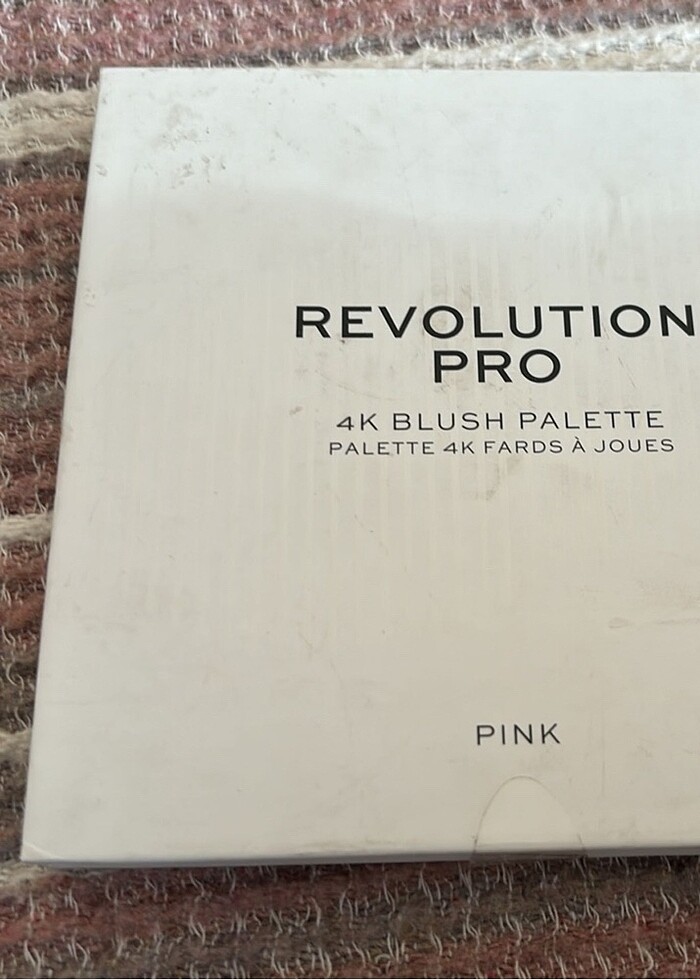 REVOLUTION
PRO
4K BLUSH PALETTE
PALETTE 4K FARDS À JOUES
PINK